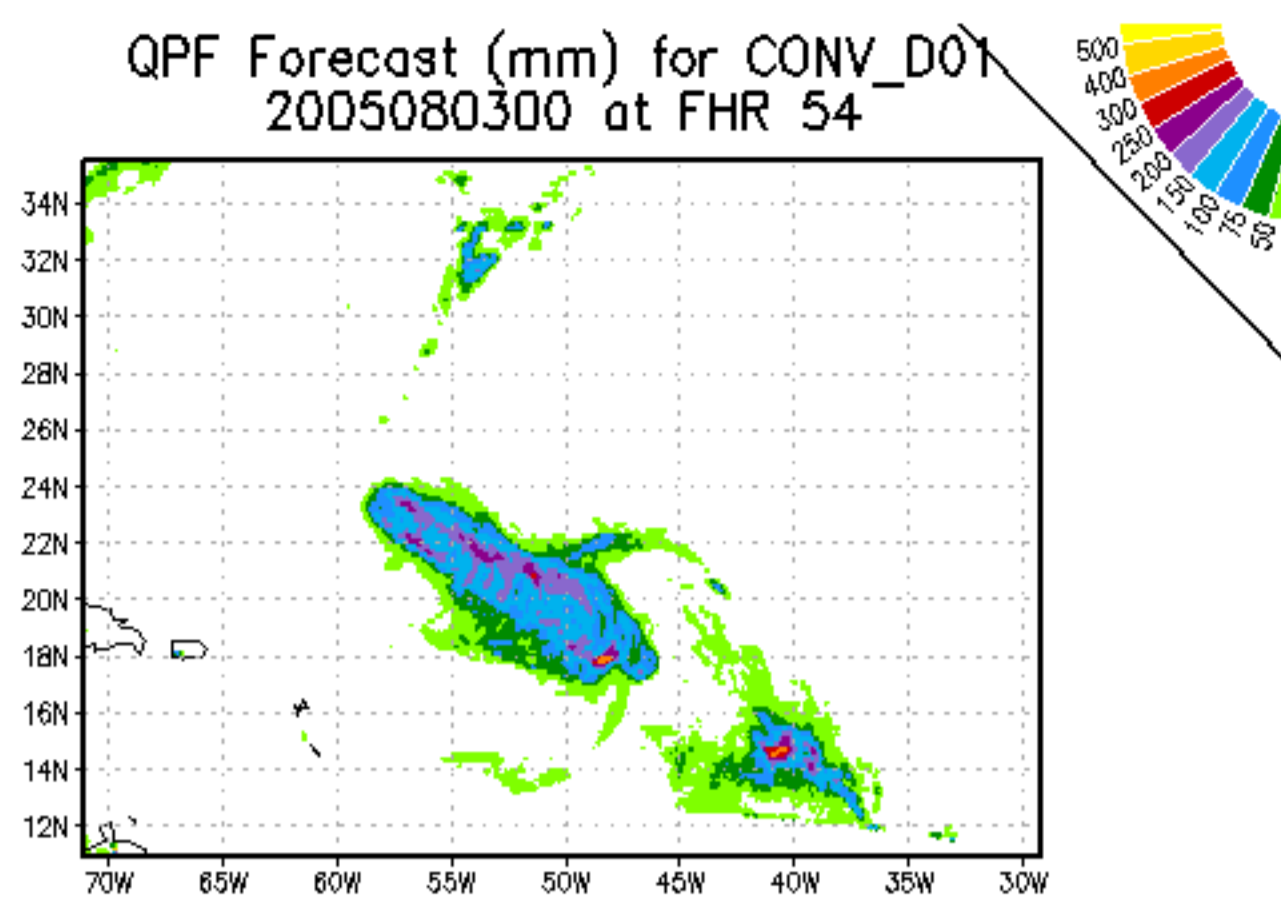 QPF Forecast (mm) for CONV_D01
2005080300 at FHR 54
500
400
300
250
200
150
100
75
50
34N
32N
30N
28N
26N
24N
22N
20N
18N
16N
14N
12N
70W 65W 60W 55W 50W 45W 40W 35W 30W